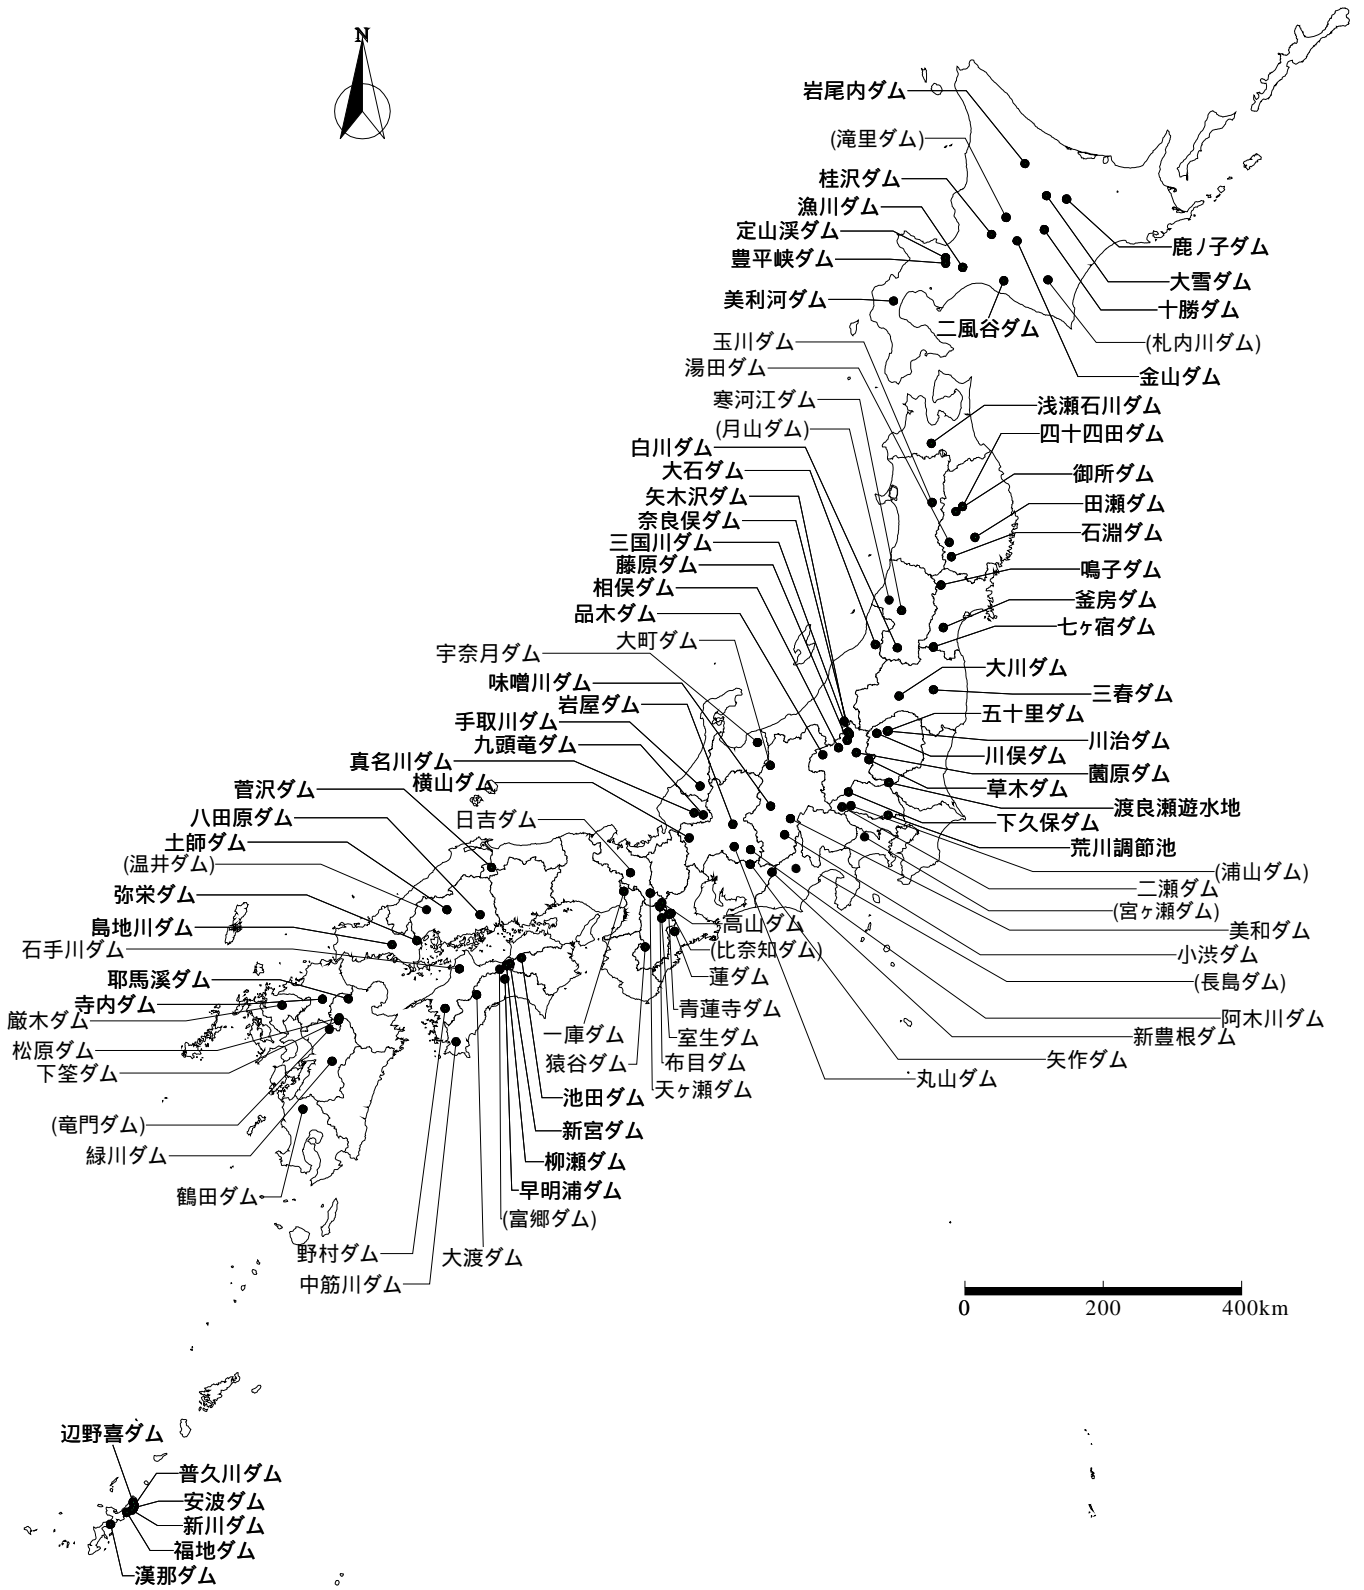 N
岩尾内ダム
(滝里ダム)
桂沢ダム
漁川ダム
定山渓ダム
豊平峡ダム
鹿ノ子ダム
大雪ダム
美利河ダム
十勝ダム
二風谷ダム
玉川ダム
(札内川ダム)
湯田ダム
金山ダム
寒河江ダム
浅瀬石川ダム
(月山ダム)
四十四田ダム
白川ダム
大石ダム
御所ダム
矢木沢ダム
田瀬ダム
奈良俣ダム
石淵ダム
三国川ダム
藤原ダム
鳴子ダム
相俣ダム
釜房ダム
品木ダム
七ヶ宿ダム
大町ダム
宇奈月ダム
大川ダム
味噌川ダム
三春ダム
岩屋ダム
五十里ダム
手取川ダム
川治ダム
九頭竜ダム
川俣ダム
真名川ダム
薗原ダム
横山ダム
草木ダム
菅沢ダム
渡良瀬遊水地
八田原ダム
日吉ダム
下久保ダム
土師ダム
荒川調節池
(温井ダム)
(浦山ダム)
二瀬ダム
弥栄ダム
(宮ヶ瀬ダム)
島地川ダム
高山ダム
美和ダム
石手川ダム
(比奈知ダム)
小渋ダム
耶馬溪ダム
蓮ダム
(長島ダム)
寺内ダム
青蓮寺ダム
厳木ダム
阿木川ダム
一庫ダム
室生ダム
新豊根ダム
松原ダム
猿谷ダム
布目ダム
矢作ダム
下筌ダム
天ヶ瀬ダム
丸山ダム
池田ダム
(竜門ダム)
新宮ダム
緑川ダム
柳瀬ダム
鶴田ダム
早明浦ダム
(富郷ダム)
野村ダム
大渡ダム
中筋川ダム
0 200 400km
辺野喜ダム
普久川ダム
安波ダム
新川ダム
福地ダム
漢那ダム